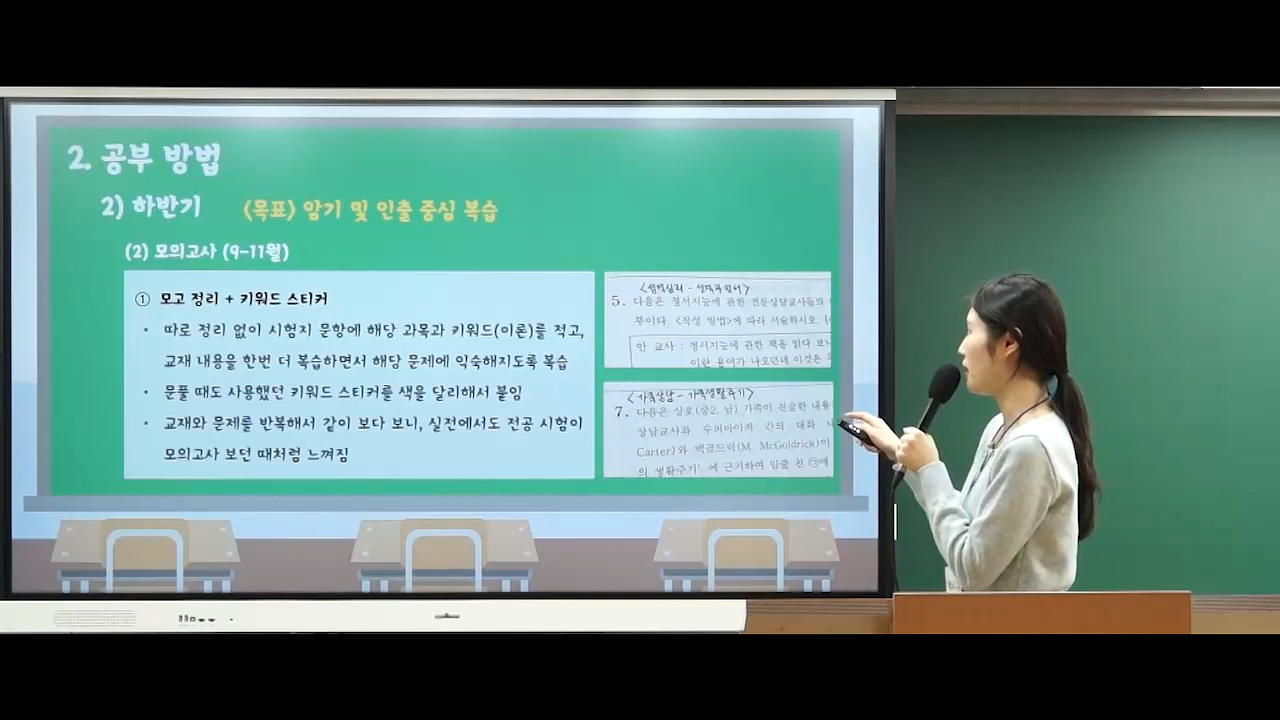 2. 공부 방법
2) 하반기 (목표) 암기 및 인출 중심 복습
(2) 모의고사 (9-11월)
① 모고 정리 + 키워드 스티커
• 따로 정리 없이 시험지 문항에 해당 과목과 키워드(이론)를 적고,
교재 내용을 한번 더 복습하면서 해당 문제에 익숙해지도록 복습
• 문풀 때도 사용했던 키워드 스티커를 색을 달리해서 붙임
• 교재와 문제를 반복해서 같이 보다 보니, 실전에서도 전공 시험이
모의고사 보던 때처럼 느껴짐
5. 다음은 정서지능에 관한 전문상담교사들의
부이다. <작성 방법>에 따라 서술하시오.
안 교사 : 정서지능에 관한 책을 읽다 보니
이란 용어가 나오던데 이것은
<가족상담 - 가족생활주기>
7. 다음은 상호(중2, 남) 가족이 진술한 내용
상담교사와 수퍼바이저 간의 대화
Carter)와 맥골드릭(M. McGoldrick)이
의 생활주기' 에 근거하여 밑줄 친 ㉠에